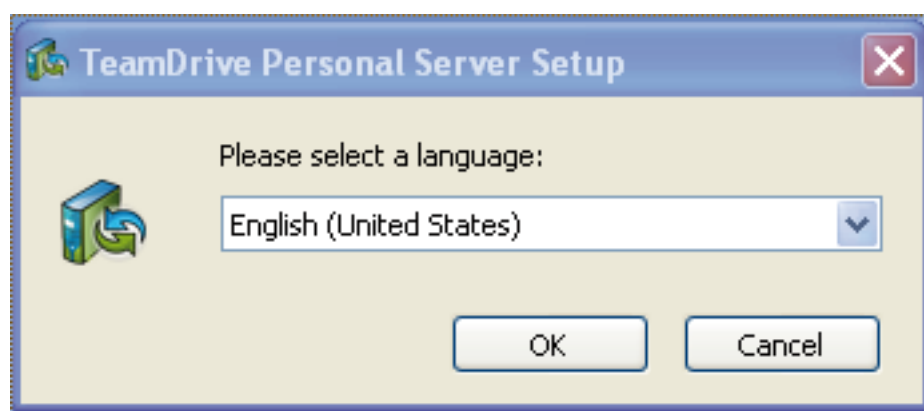 TeamDrive Personal Server Setup
Please select a language:
English (United States)
OK Cancel